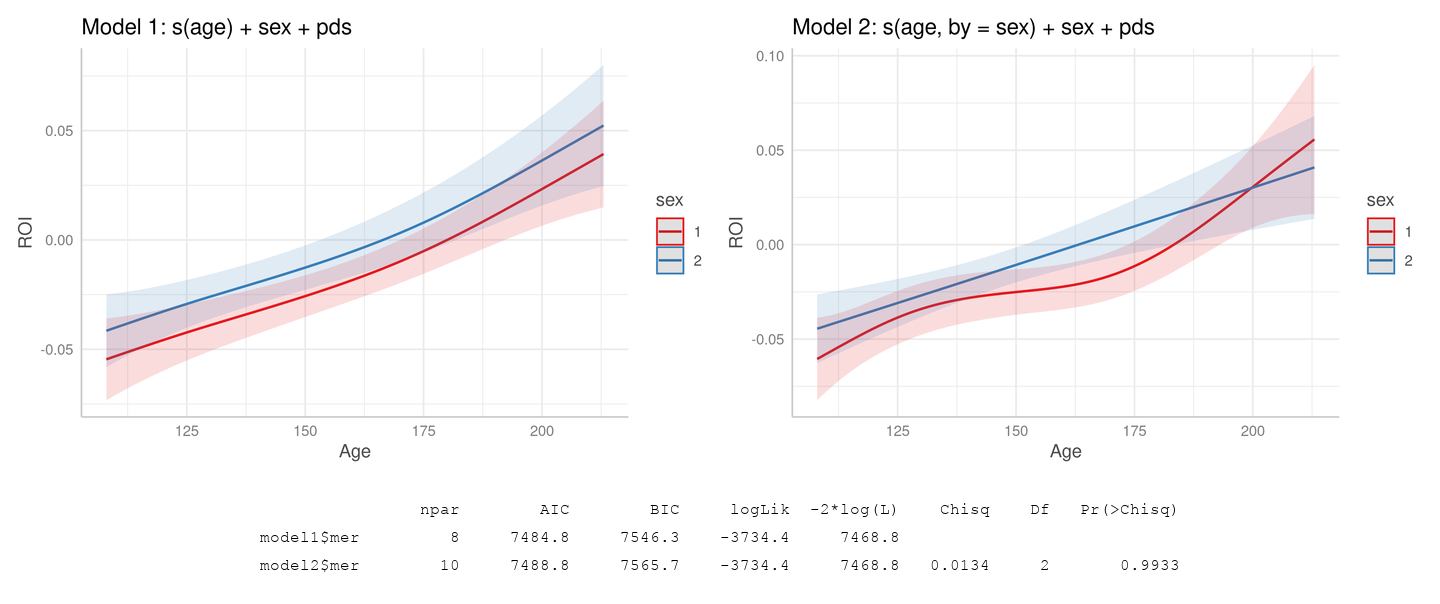 Model 1: s(age) + sex + pds
0.05
0.00
-0.05
ROI
125 150 175 200
Age
sex
1
2
Model 2: s(age, by = sex) + sex + pds
0.10
0.05
0.00
-0.05
ROI
125 150 175 200
Age
sex
1
2
npar AIC BIC logLik -2*log(L) Chisq Df Pr(>Chisq)
model1$mer 8 7484.8 7546.3 -3734.4 7468.8
model2$mer 10 7488.8 7565.7 -3734.4 7468.8 0.0134 2 0.9933